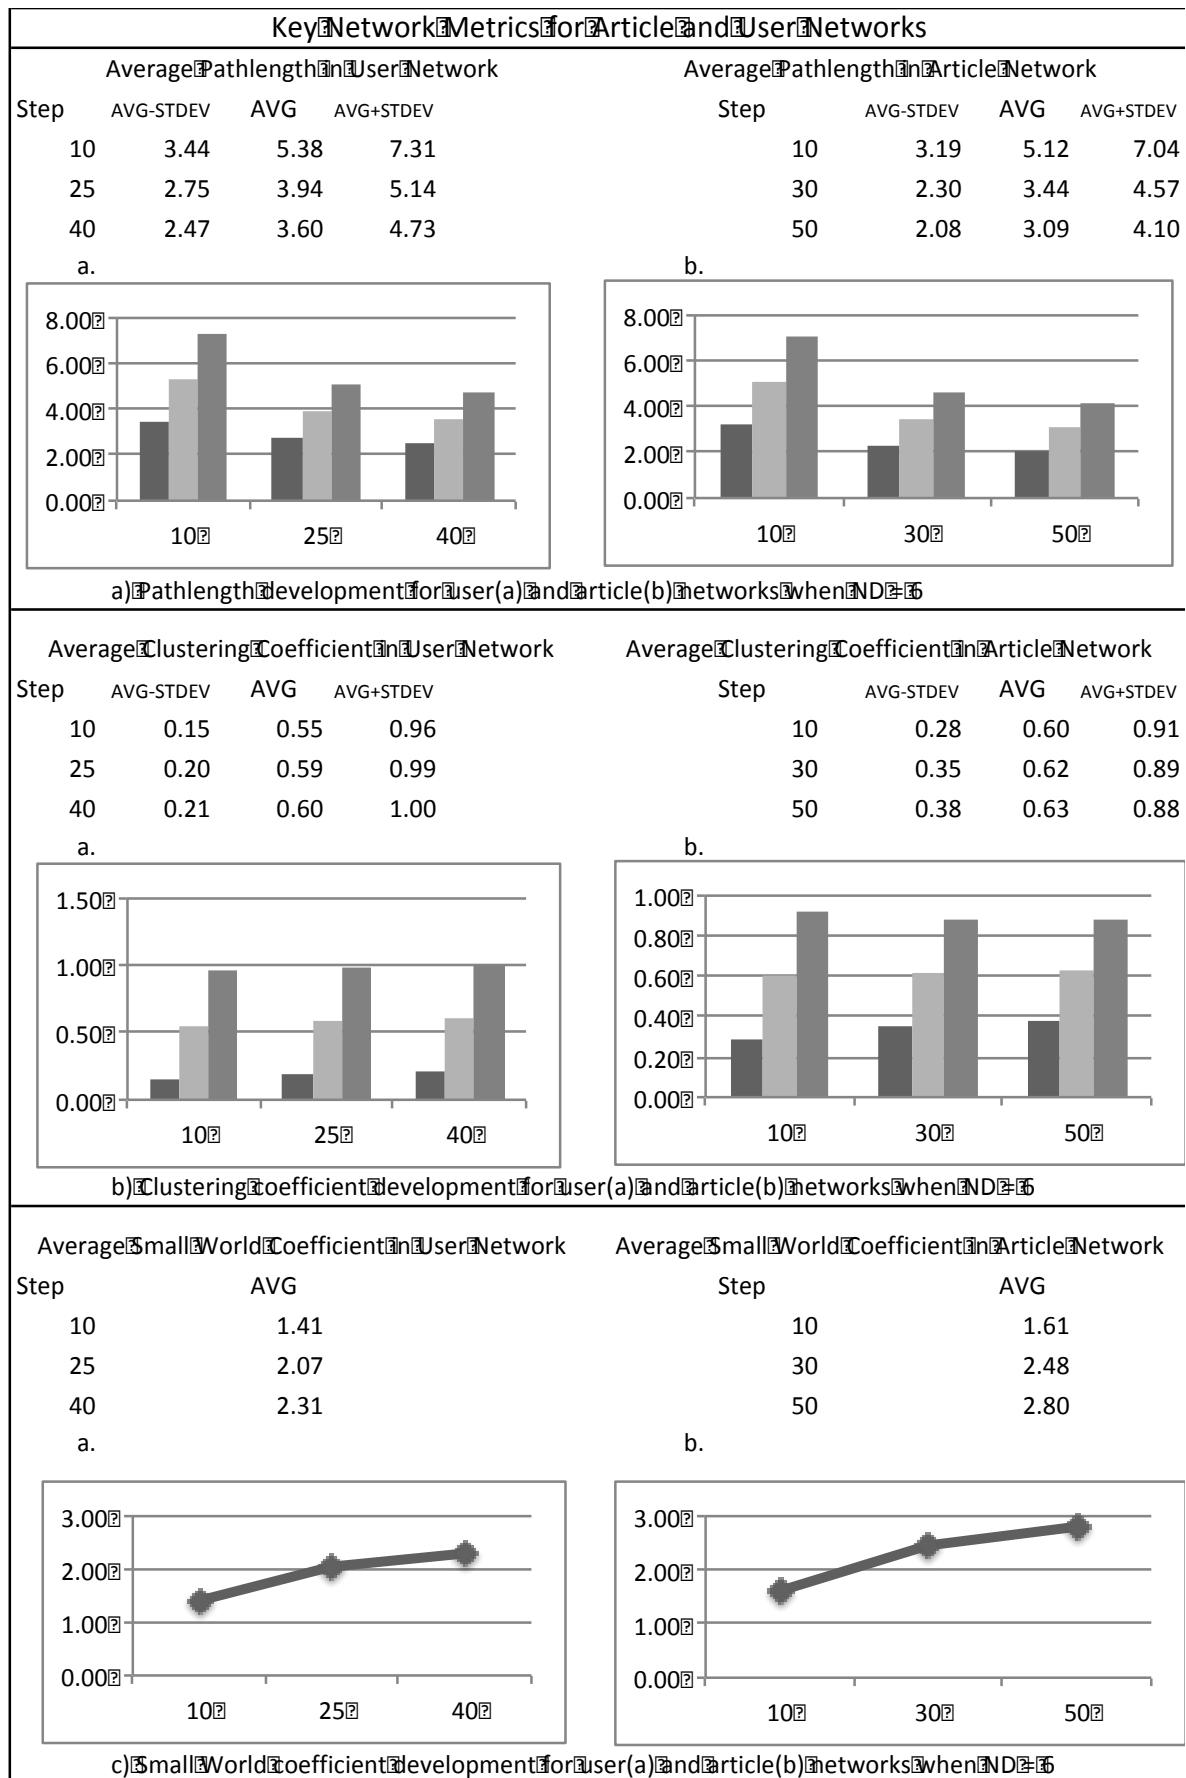 Key Network Metrics for Article and User Networks
Average Pathlength in User Network
Step AVG-STDEV AVG AVG+STDEV
10 3.44 5.38 7.31
25 2.75 3.94 5.14
40 2.47 3.60 4.73
a.
8.00
6.00
4.00
2.00
0.00
10 25 40
Average Pathlength in Article Network
Step AVG-STDEV AVG AVG+STDEV
10 3.19 5.12 7.04
30 2.30 3.44 4.57
50 2.08 3.09 4.10
b.
8.00
6.00
4.00
2.00
0.00
10 30 50
a) Pathlength development for user(a) and article(b) networks when ND = 6
Average Clustering Coefficient in User Network
Step AVG-STDEV AVG AVG+STDEV
10 0.15 0.55 0.96
25 0.20 0.59 0.99
40 0.21 0.60 1.00
a.
1.50
1.00
0.50
0.00
10 25 40
Average Clustering Coefficient in Article Network
Step AVG-STDEV AVG AVG+STDEV
10 0.28 0.60 0.91
30 0.35 0.62 0.89
50 0.38 0.63 0.88
b.
1.00
0.80
0.60
0.40
0.20
0.00
10 30 50
b) Clustering coefficient development for user(a) and article(b) networks when ND = 6
Average Small World Coefficient in User Network
Step AVG
10 1.41
25 2.07
40 2.31
a.
3.00
2.00
1.00
0.00
10 25 40
Average Small World Coefficient in Article Network
Step AVG
10 1.61
30 2.48
50 2.80
b.
3.00
2.00
1.00
0.00
10 30 50
c) Small World coefficient development for user(a) and article(b) networks when ND = 6